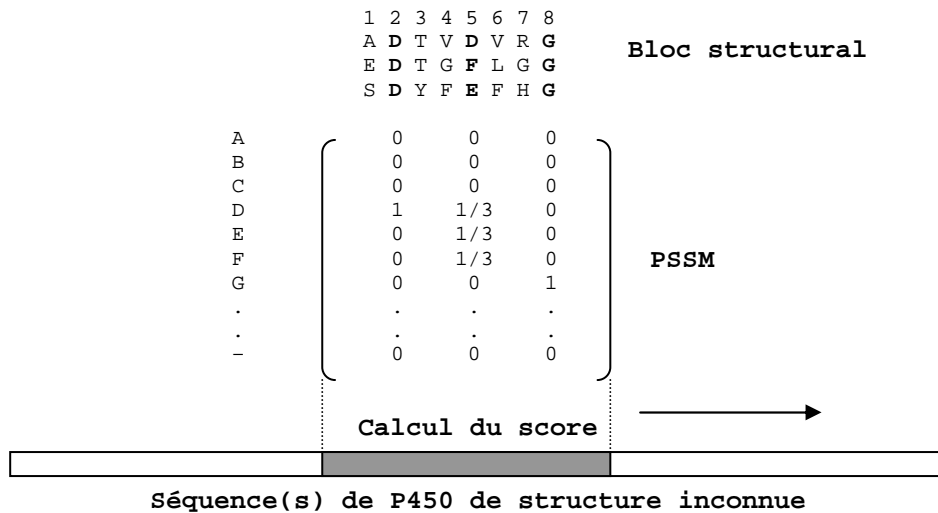 1 2 3 4 5 6 7 8
A D T V D V R G
Bloc structural
E D T G F L G G
S D Y F E F H G
A 0 0 0
B 0 0 0
C 0 0 0
D 1 1/3 0
E 0 1/3 0
F 0 1/3 0
PSSM
G 0 0 1
. . . .
. . . .
– 0 0 0
Calcul du score
Séquence(s) de P450 de structure inconnue